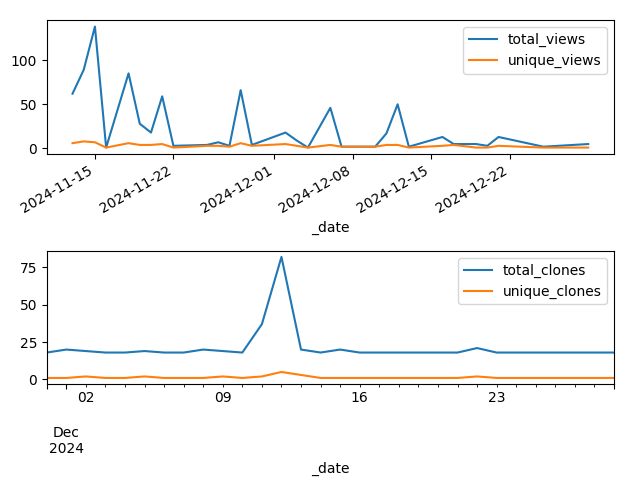 100
50
0
total_views
unique_views
2024-11-15
2024-11-22
2024-12-01
2024-12-08
2024-12-15
2024-12-22
_date
75
50
25
0
total_clones
unique_clones
02
09
16
23
Dec
2024
_date